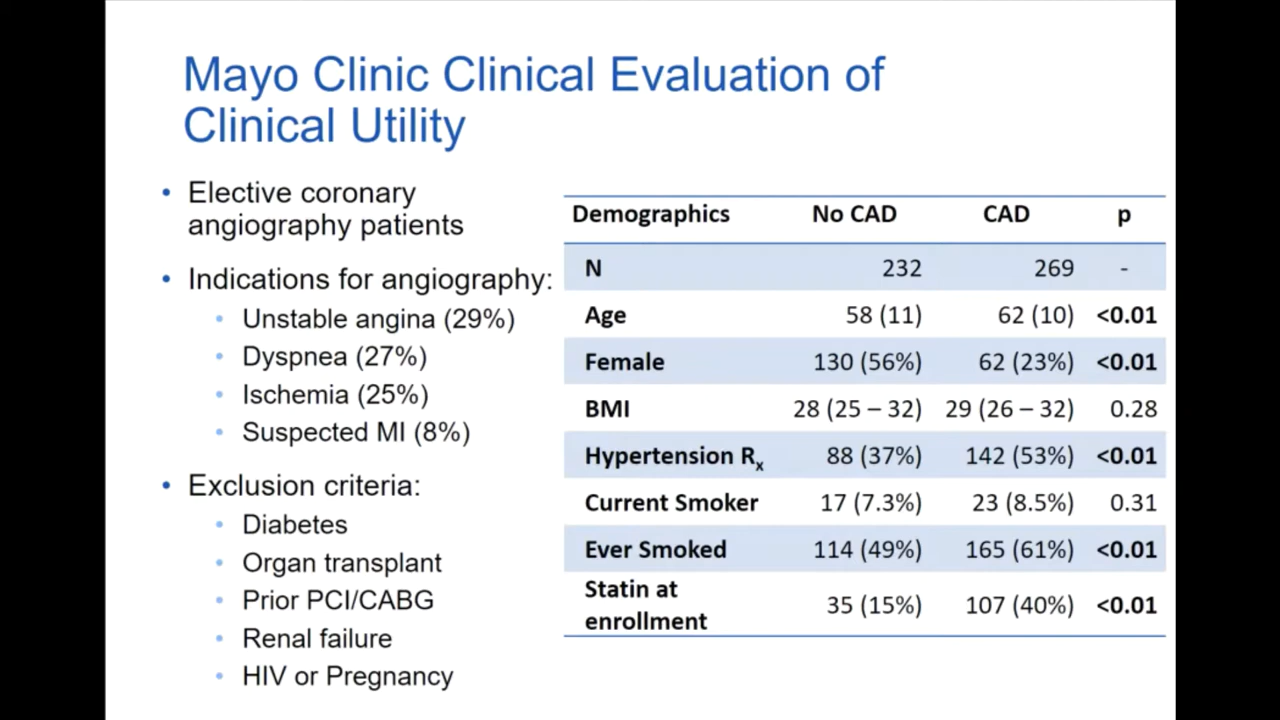 Mayo Clinic Clinical Evaluation of
Clinical Utility
• Elective coronary
angiography patients
• Indications for angiography:
• Unstable angina (29%)
• Dyspnea (27%)
• Ischemia (25%)
• Suspected MI (8%)
• Exclusion criteria:
• Diabetes
• Organ transplant
• Prior PCI/CABG
• Renal failure
• HIV or Pregnancy
Demographics No CAD CAD p
N 232 269 -
Age 58 (11) 62 (10) <0.01
Female 130 (56%) 62 (23%) <0.01
BMI 28 (25 – 32) 29 (26 – 32) 0.28
Hypertension Rx 88 (37%) 142 (53%) <0.01
Current Smoker 17 (7.3%) 23 (8.5%) 0.31
Ever Smoked 114 (49%) 165 (61%) <0.01
Statin at
enrollment 35 (15%) 107 (40%) <0.01